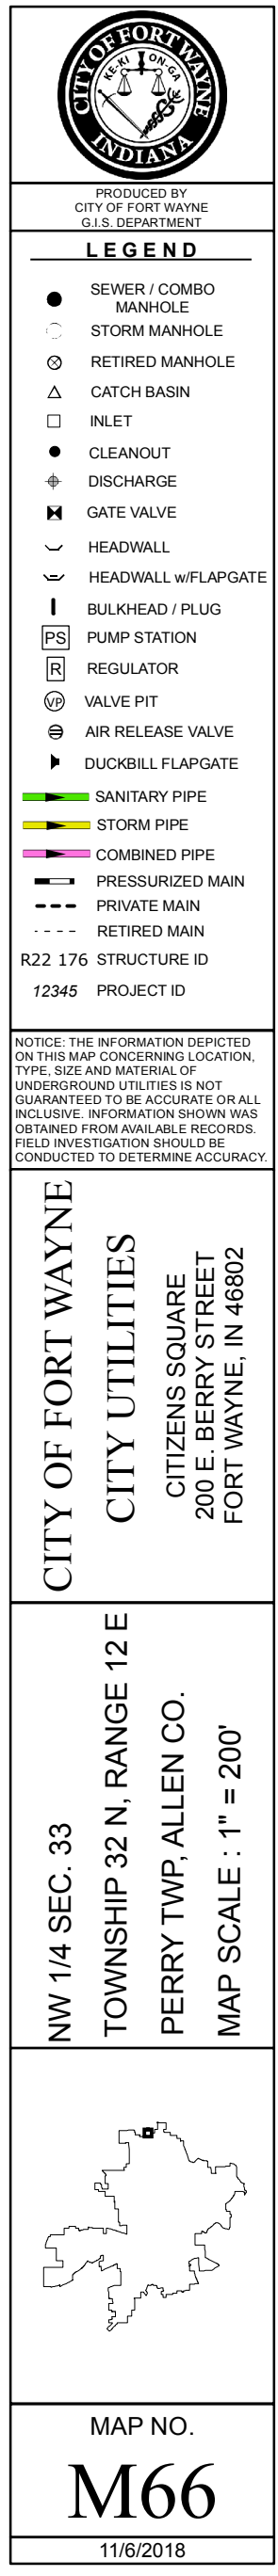 CITY OF FORT WAYNE
KE-KI ON-GA
INDIANA
PRODUCED BY
CITY OF FORT WAYNE
G.I.S. DEPARTMENT
LEGEND
SEWER / COMBO
MANHOLE
STORM MANHOLE
RETIRED MANHOLE
CATCH BASIN
INLET
CLEANOUT
DISCHARGE
GATE VALVE
HEADWALL
HEADWALL w/FLAPGATE
BULKHEAD / PLUG
PS PUMP STATION
R REGULATOR
VP VALVE PIT
AIR RELEASE VALVE
DUCKBILL FLAPGATE
SANITARY PIPE
STORM PIPE
COMBINED PIPE
PRESSURIZED MAIN
PRIVATE MAIN
RETIRED MAIN
R22 176 STRUCTURE ID
12345 PROJECT ID
NOTICE: THE INFORMATION DEPICTED
ON THIS MAP CONCERNING LOCATION,
TYPE, SIZE AND MATERIAL OF
UNDERGROUND UTILITIES IS NOT
GUARANTEED TO BE ACCURATE OR ALL
INCLUSIVE. INFORMATION SHOWN WAS
OBTAINED FROM AVAILABLE RECORDS.
FIELD INVESTIGATION SHOULD BE
CONDUCTED TO DETERMINE ACCURACY.
CITY OF FORT WAYNE
CITY UTILITIES
CITIZENS SQUARE
200 E. BERRY STREET
FORT WAYNE, IN 46802
NW 1/4 SEC. 33
TOWNSHIP 32 N, RANGE 12 E
PERRY TWP, ALLEN CO.
MAP SCALE : 1" = 200'
MAP NO.
M66
11/6/2018